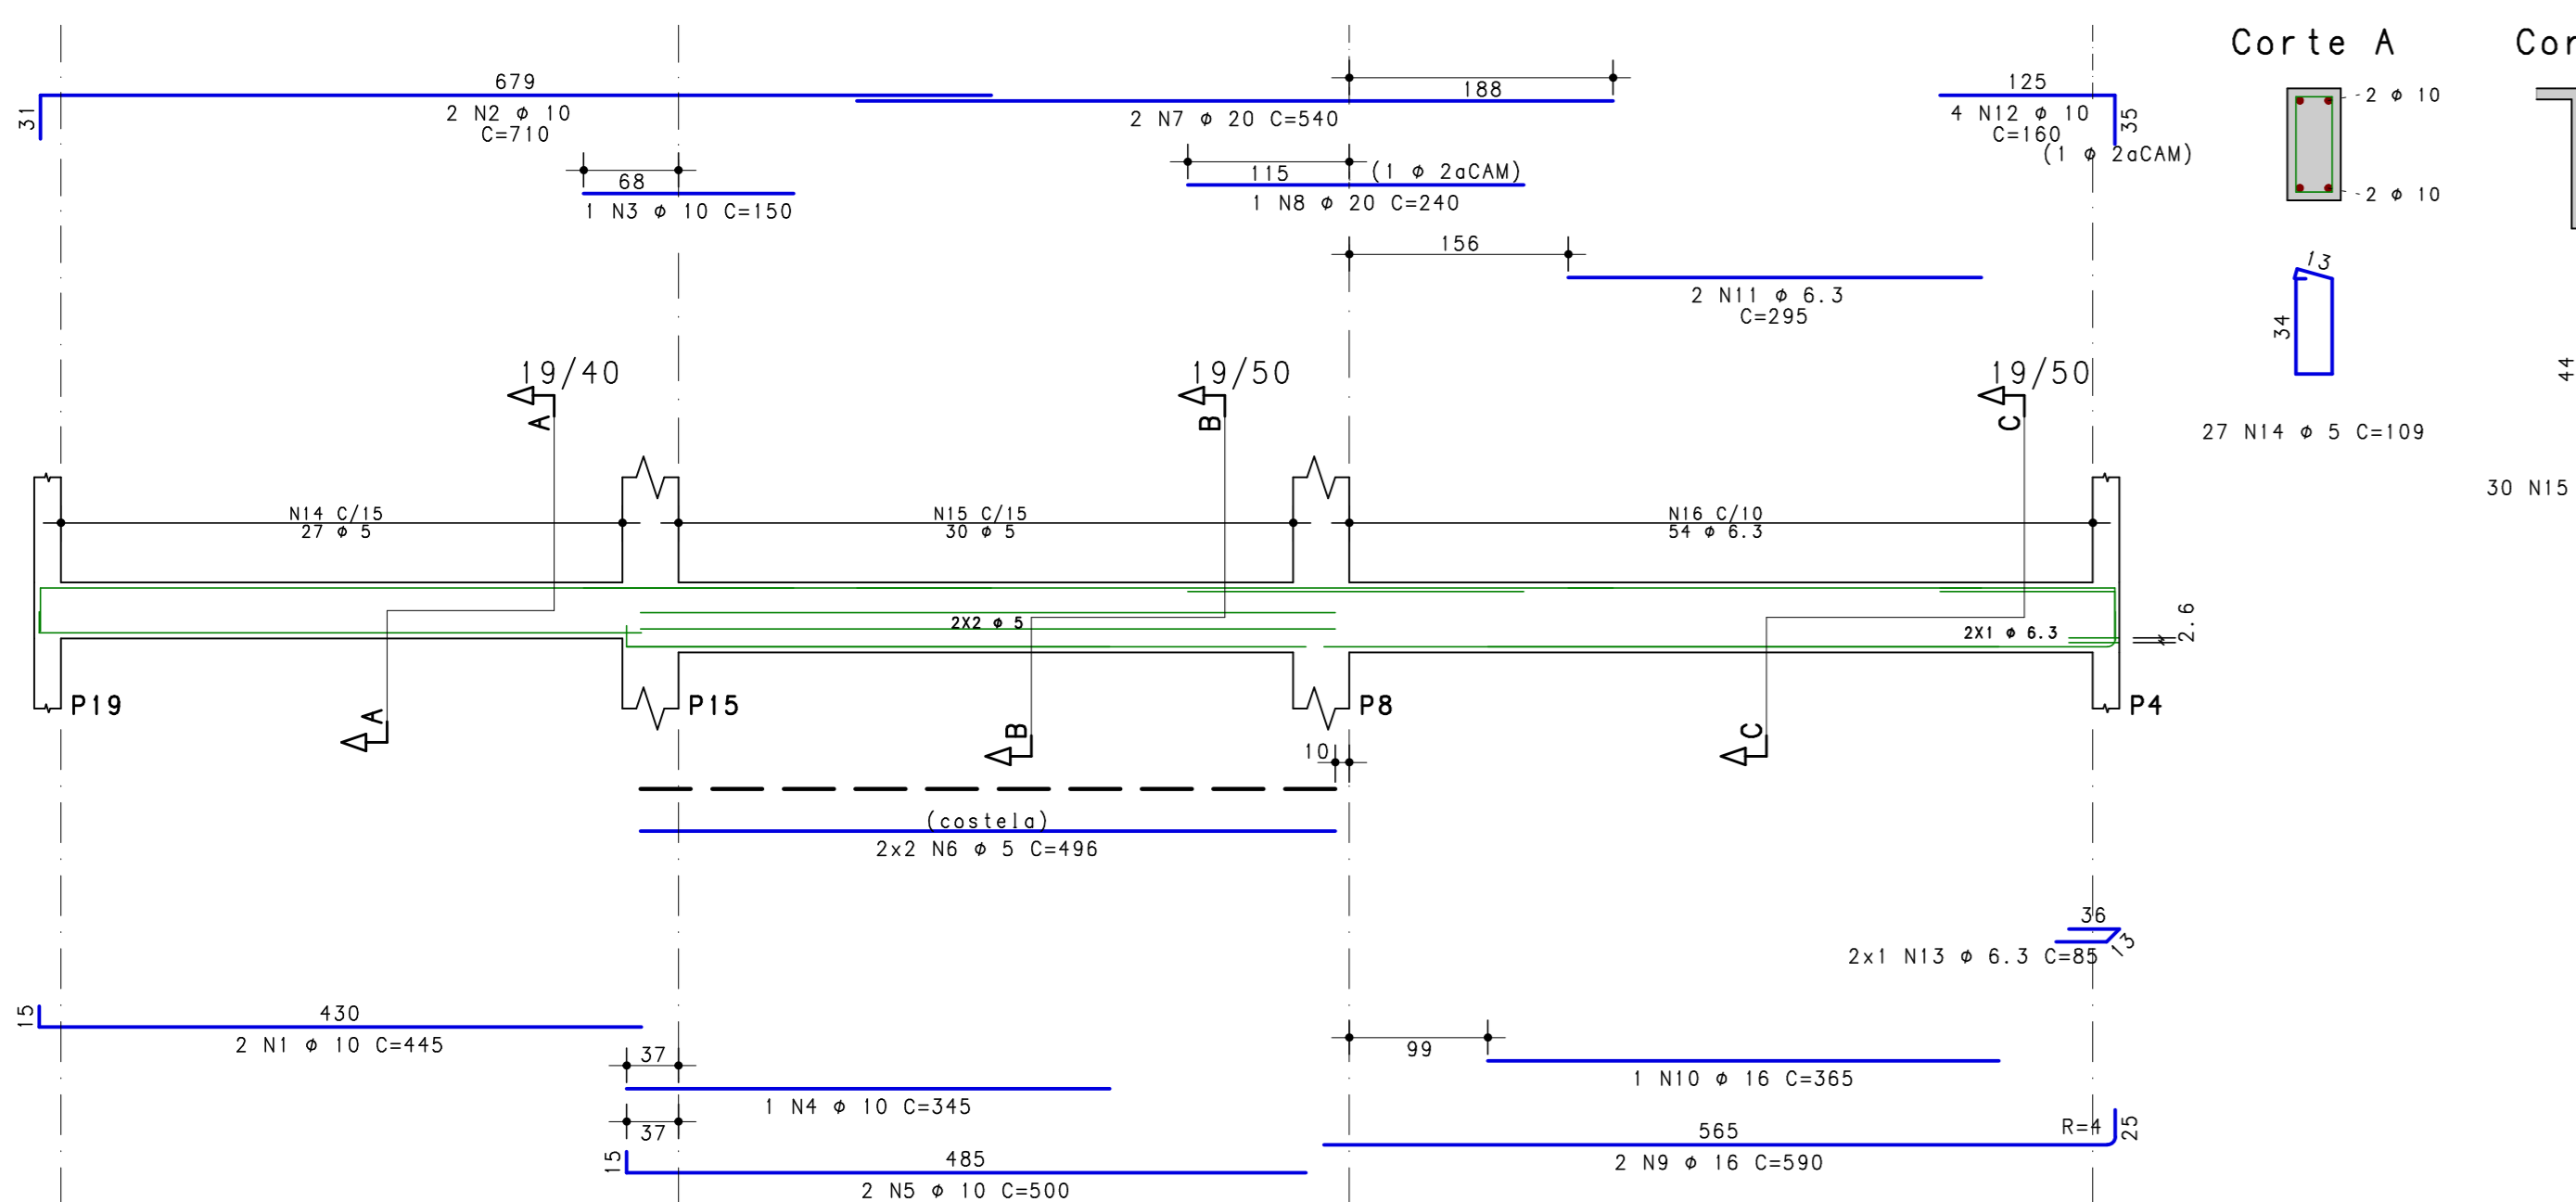 Corte A
Cor
679
31
2 N2 ϕ 10
C=710
188
2 N7 ϕ 20 C=540
125
4 N12 ϕ 10
C=160
35
(1 ϕ 2aCAM)
-2 ϕ 10
-2 ϕ 10
68
1 N3 ϕ 10 C=150
115
(1 ϕ 2aCAM)
1 N8 ϕ 20 C=240
156
2 N11 ϕ 6.3
C=295
13
34
44
27 N14 ϕ 5 C=109
30 N15
19/40
A
19/50
B
19/50
C
N14 C/15
27 ϕ 5
N15 C/15
30 ϕ 5
N16 C/10
54 ϕ 6.3
2X2 ϕ 5
2X1 ϕ 6.3
2.6
P19
A
P15
B
P8
C
P4
10
(costela)
2x2 N6 ϕ 5 C=496
36
13
2x1 N13 ϕ 6.3 C=85
15
430
2 N1 ϕ 10 C=445
37
1 N4 ϕ 10 C=345
99
1 N10 ϕ 16 C=365
37
15
485
2 N5 ϕ 10 C=500
565
R=4
25
2 N9 ϕ 16 C=590